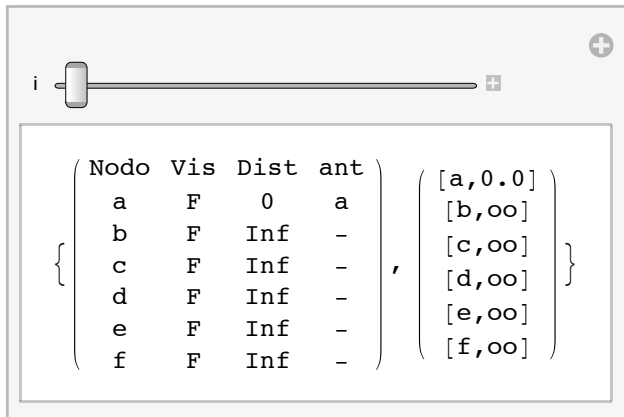 i
Nodo Vis Dist ant
a F 0 a
b F Inf -
c F Inf -
d F Inf -
e F Inf -
f F Inf -
,
[a,0.0]
[b,oo]
[c,oo]
[d,oo]
[e,oo]
[f,oo]